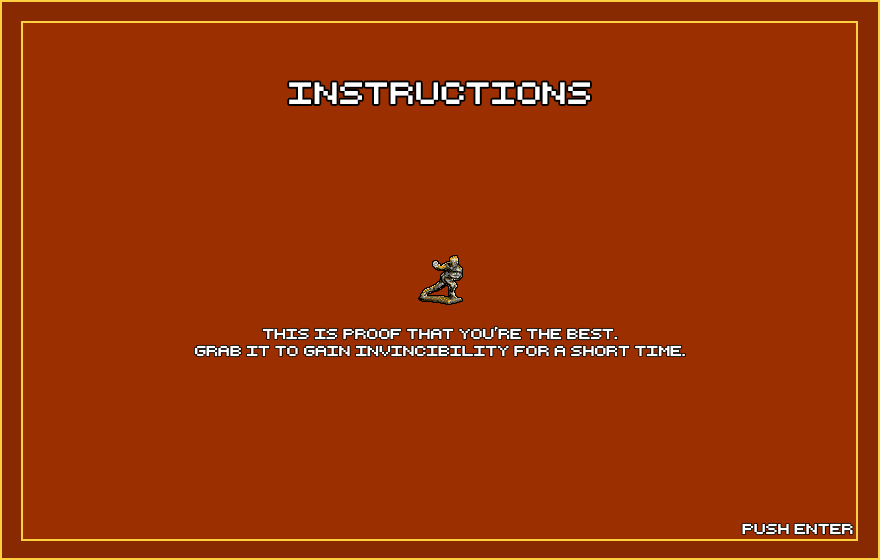 INSTRUCTIONS
THIS IS PROOF THAT YOU'RE THE BEST.
GRAB IT TO GAIN INVINCIBILITY FOR A SHORT TIME.
PUSH ENTER